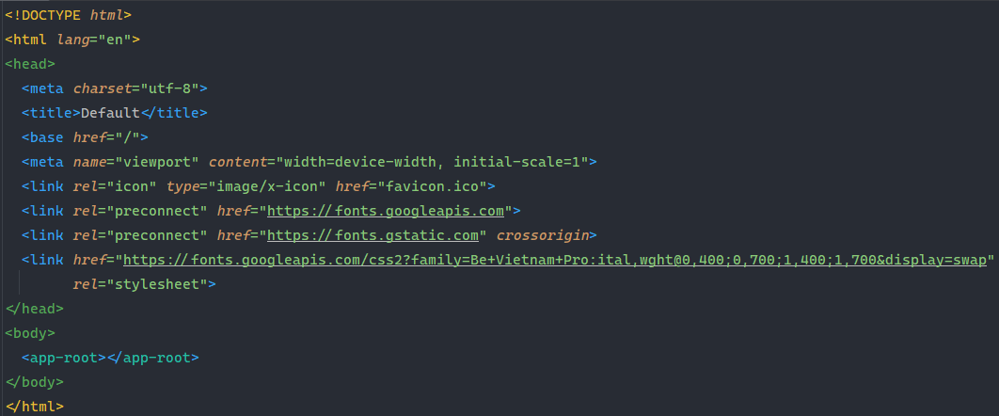 <!DOCTYPE html>
<html lang="en">
<head>
  <meta charset="utf-8">
  <title>Default</title>
  <base href="/">
  <meta name="viewport" content="width=device-width, initial-scale=1">
  <link rel="icon" type="image/x-icon" href="favicon.ico">
  <link rel="preconnect" href="https://fonts.googleapis.com">
  <link rel="preconnect" href="https://fonts.gstatic.com" crossorigin>
  <link href="https://fonts.googleapis.com/css2?family=Be+Vietnam+Pro:ital,wght@0,400;0,700;1,400;1,700&display=swap"
        rel="stylesheet">
</head>
<body>
  <app-root></app-root>
</body>
</html>